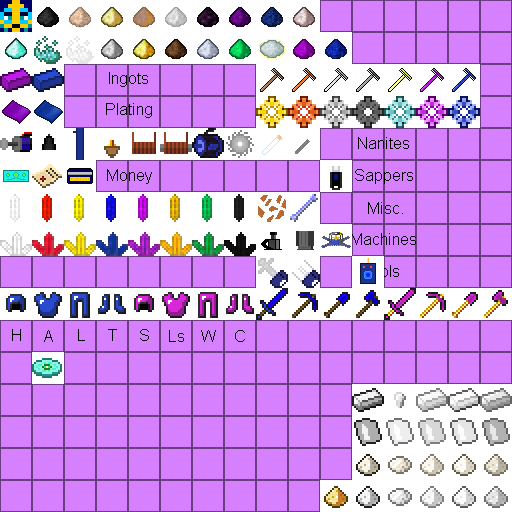 Ingots
Plating
Nanites
Money
Sappers
Misc.
Machines
ols
H A L T S Ls W C